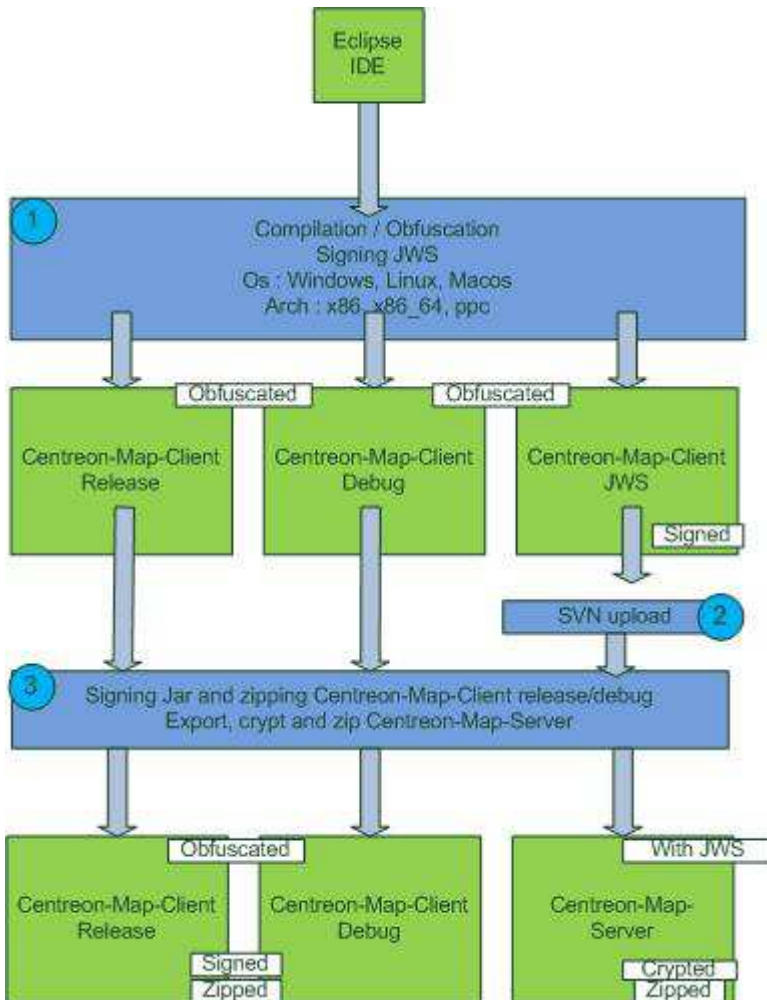 Eclipse
IDE
1
Compilation / Obfuscation
Signing JWS
Os : Windows, Linux, Macos
Arch : x86, x86_64, ppc
Obfuscated
Obfuscated
Centreon-Map-Client
Release
Centreon-Map-Client
Debug
Centreon-Map-Client
JWS
Signed
SVN upload
2
3
Signing Jar and zipping Centreon-Map-Client release/debug
Export, crypt and zip Centreon-Map-Server
Obfuscated
With JWS
Centreon-Map-Client
Release
Centreon-Map-Client
Debug
Centreon-Map-
Server
Signed
Zipped
Crypted
Zipped